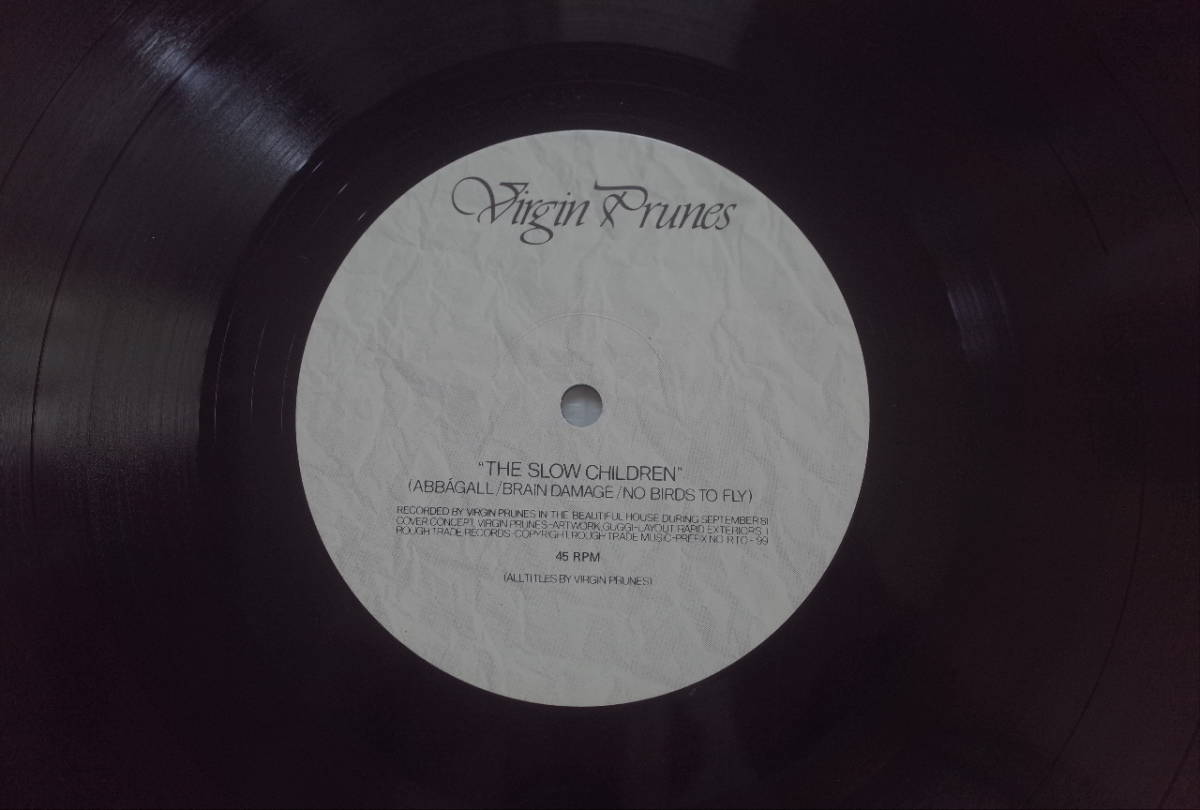 Virgin Prunes
"THE SLOW CHILDREN"
(ABBÁGALL/BRAIN DAMAGE/NO BIRDS TO FLY)
RECORDED BY VIRGIN PRUNES IN THE BEAUTIFUL HOUSE DURING SEPTEMBER 81
COVER CONCEPT, VIRGIN PRUNES-ARTWORK, GUGGI-LAYOUT, RAPID EXTERIORS
ROUGH TRADE RECORDS-COPYRIGHT, ROUGH TRADE MUSIC-PREFIX NO RTO-99
45 RPM
(ALL TITLES BY VIRGIN PRUNES)